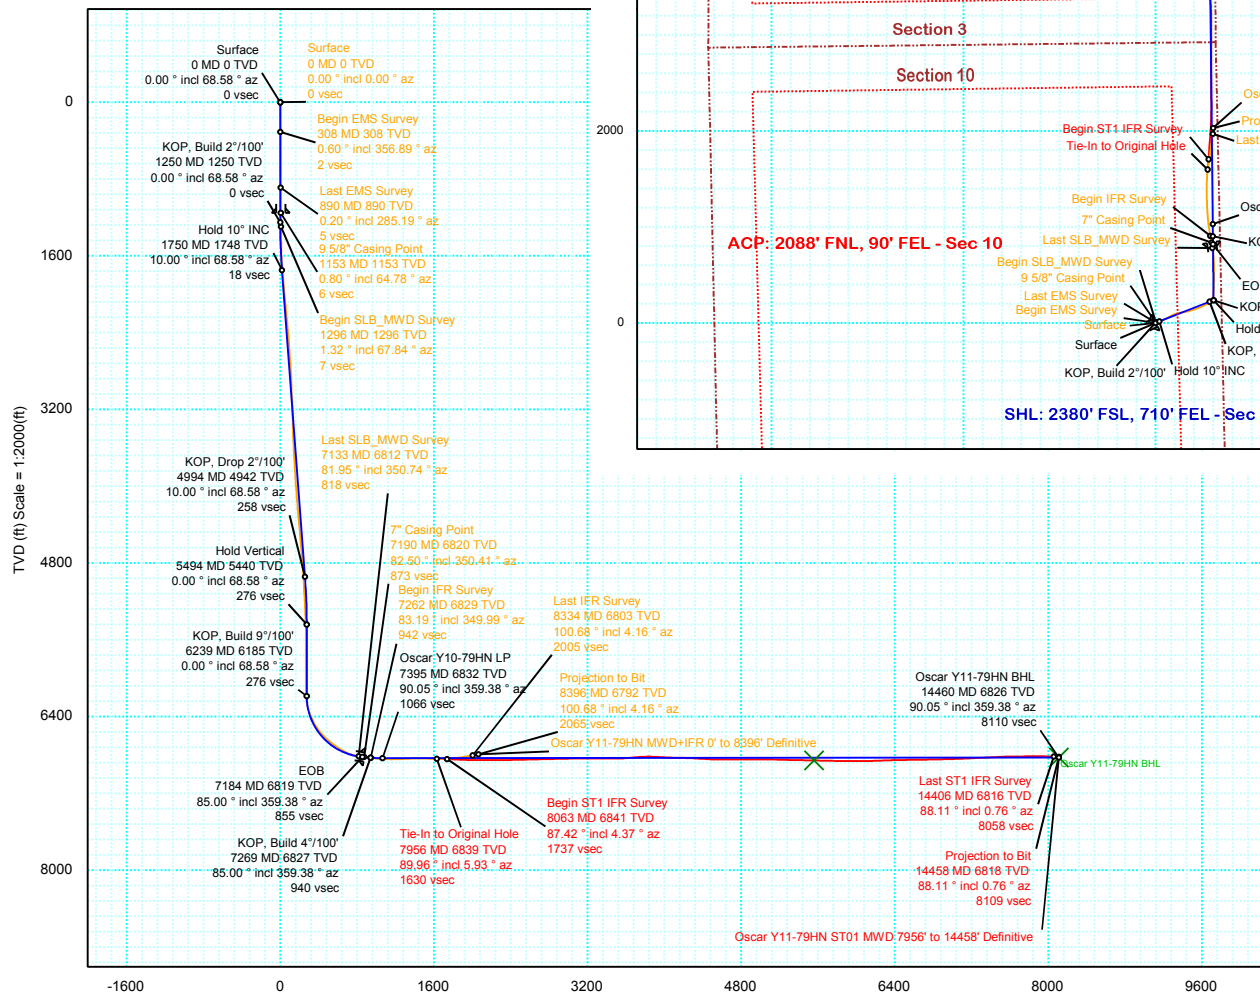 Surface
0 MD 0 TVD
0.00 ° incl 68.58 ° az
0 vsec
Surface
0 MD 0 TVD
0.00 ° incl 0.00 ° az
0 vsec
Begin EMS Survey
308 MD 308 TVD
0.60 ° incl 356.89 ° az
2 vsec
KOP, Build 2°/100'
1250 MD 1250 TVD
0.00 ° incl 68.58 ° az
0 vsec
Last EMS Survey
890 MD 890 TVD
0.20 ° incl 285.19 ° az
5 vsec
Hold 10° INC
1750 MD 1748 TVD
10.00 ° incl 68.58 ° az
18 vsec
9 5/8" Casing Point
1153 MD 1153 TVD
0.80 ° incl 64.78 ° az
6 vsec
Begin SLB_MWD Survey
1296 MD 1296 TVD
1.32 ° incl 67.84 ° az
7 vsec
Last SLB_MWD Survey
7133 MD 6812 TVD
81.95 ° incl 350.74 ° az
818 vsec
KOP, Drop 2°/100'
4994 MD 4942 TVD
10.00 ° incl 68.58 ° az
258 vsec
Hold Vertical
5494 MD 5440 TVD
0.00 ° incl 68.58 ° az
276 vsec
7" Casing Point
7190 MD 6820 TVD
82.50 ° incl 350.41 ° az
873 vsec
Begin IFR Survey
7262 MD 6829 TVD
83.19 ° incl 349.99 ° az
942 vsec
KOP, Build 9°/100'
6239 MD 6185 TVD
0.00 ° incl 68.58 ° az
276 vsec
Oscar Y10-79HN LP
7395 MD 6832 TVD
90.05 ° incl 359.38 ° az
1066 vsec
Last IFR Survey
8334 MD 6803 TVD
100.68 ° incl 4.16 ° az
2005 vsec
Projection to Bit
8396 MD 6792 TVD
100.68 ° incl 4.16 ° az
2065 vsec
Oscar Y11-79HN MWD+IFR 0' to 8396' Definitive
Oscar Y11-79HN BHL
14460 MD 6826 TVD
90.05 ° incl 359.38 ° az
8110 vsec
Oscar Y11-79HN BHL
EOB
7184 MD 6819 TVD
85.00 ° incl 359.38 ° az
855 vsec
KOP, Build 4°/100'
7269 MD 6827 TVD
85.00 ° incl 359.38 ° az
940 vsec
Tie-In to Original Hole
7956 MD 6839 TVD
89.96 ° incl 5.93 ° az
1630 vsec
Begin ST1 IFR Survey
8063 MD 6841 TVD
87.42 ° incl 4.37 ° az
1737 vsec
Last ST1 IFR Survey
14406 MD 6816 TVD
88.11 ° incl 0.76 ° az
8058 vsec
Projection to Bit
14458 MD 6818 TVD
88.11 ° incl 0.76 ° az
8109 vsec
Oscar Y11-79HN ST01 MWD 7956' to 14458' Definitive
TVD (ft) Scale = 1:2000(ft)
0
1600
3200
4800
6400
8000
-1600
0
1600
3200
4800
6400
8000
9600
Section 3
Section 10
2000
0
Begin ST1 IFR Survey
Tie-In to Original Hole
Begin IFR Survey
7" Casing Point
Last SLB_MWD Survey
ACP: 2088' FNL, 90' FEL - Sec 10
Begin SLB_MWD Survey
9 5/8" Casing Point
Last EMS Survey
Begin EMS Survey
Surface
Surface
KOP, Build 2°/100'
Hold 10° INC
Os
Pro
Last
Osc
KO
EO
KOP
Hold
KOP,
SHL: 2380' FSL, 710' FEL - Sec